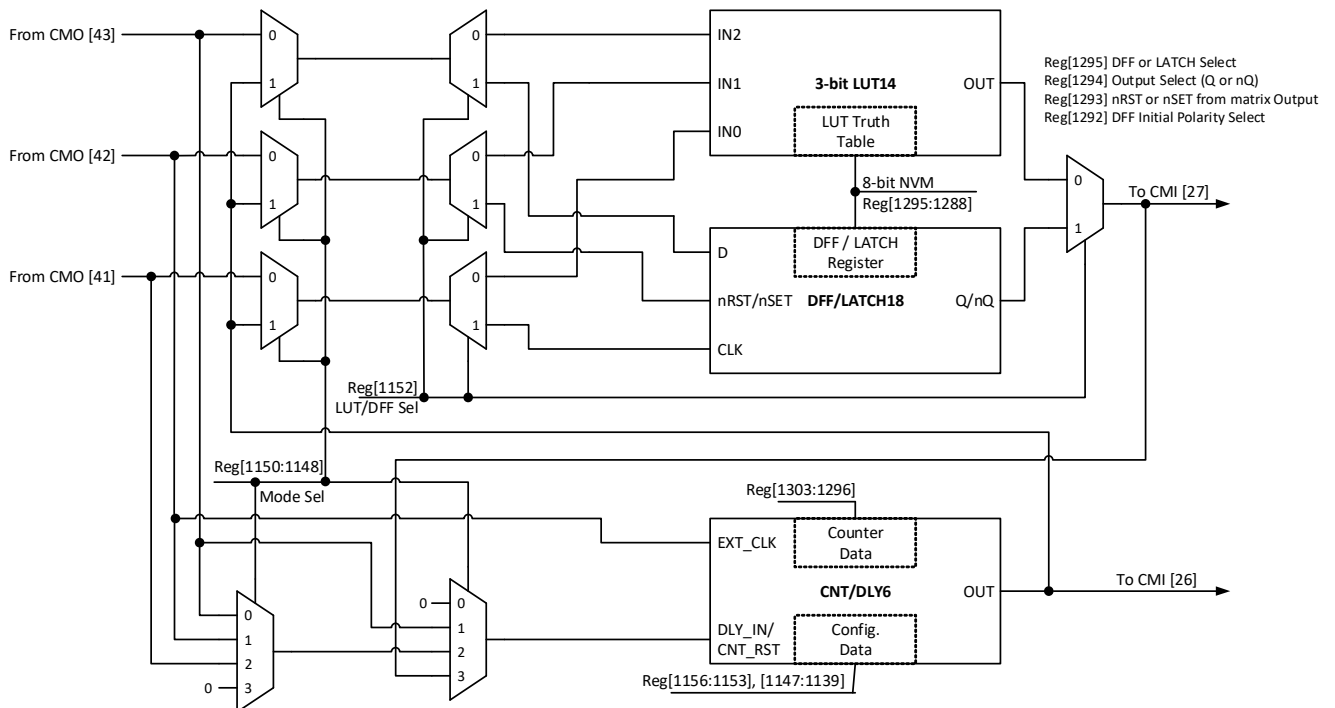 From CMO [43]
0
1
0
1
IN2
IN1
IN0
3-bit LUT14
LUT Truth
Table
OUT
Reg[1295] DFF or LATCH Select
Reg[1294] Output Select (Q or nQ)
Reg[1293] nRST or nSET from matrix Output
Reg[1292] DFF Initial Polarity Select
From CMO [42]
0
1
0
1
8-bit NVM
Reg[1295:1288]
0
1
To CMI [27]
From CMO [41]
0
1
0
1
D
nRST/nSET
CLK
DFF / LATCH
Register
DFF/LATCH18
Q/nQ
Reg[1152]
LUT/DFF Sel
Reg[1150:1148]
Mode Sel
Reg[1303:1296]
EXT_CLK
Counter
Data
CNT/DLY6
OUT
To CMI [26]
DLY_IN/
CNT_RST
Config.
Data
0
1
2
0
3
0
0
1
2
3
Reg[1156:1153], [1147:1139]